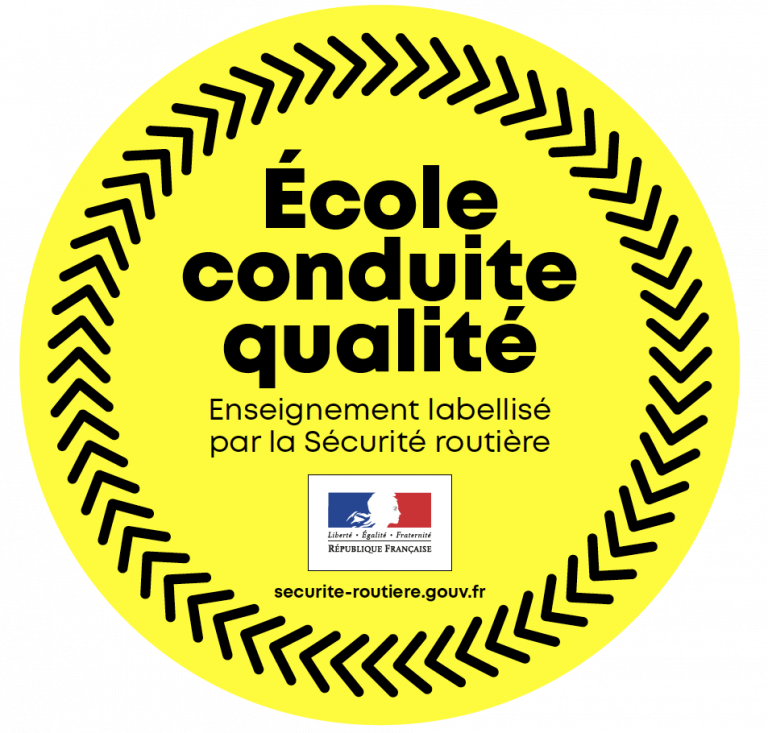 École
conduite
qualité
Enseignement labellisé
par la Sécurité routière
Liberté • Égalité • Fraternité
RÉPUBLIQUE FRANÇAISE
securite-routiere.gouv.fr